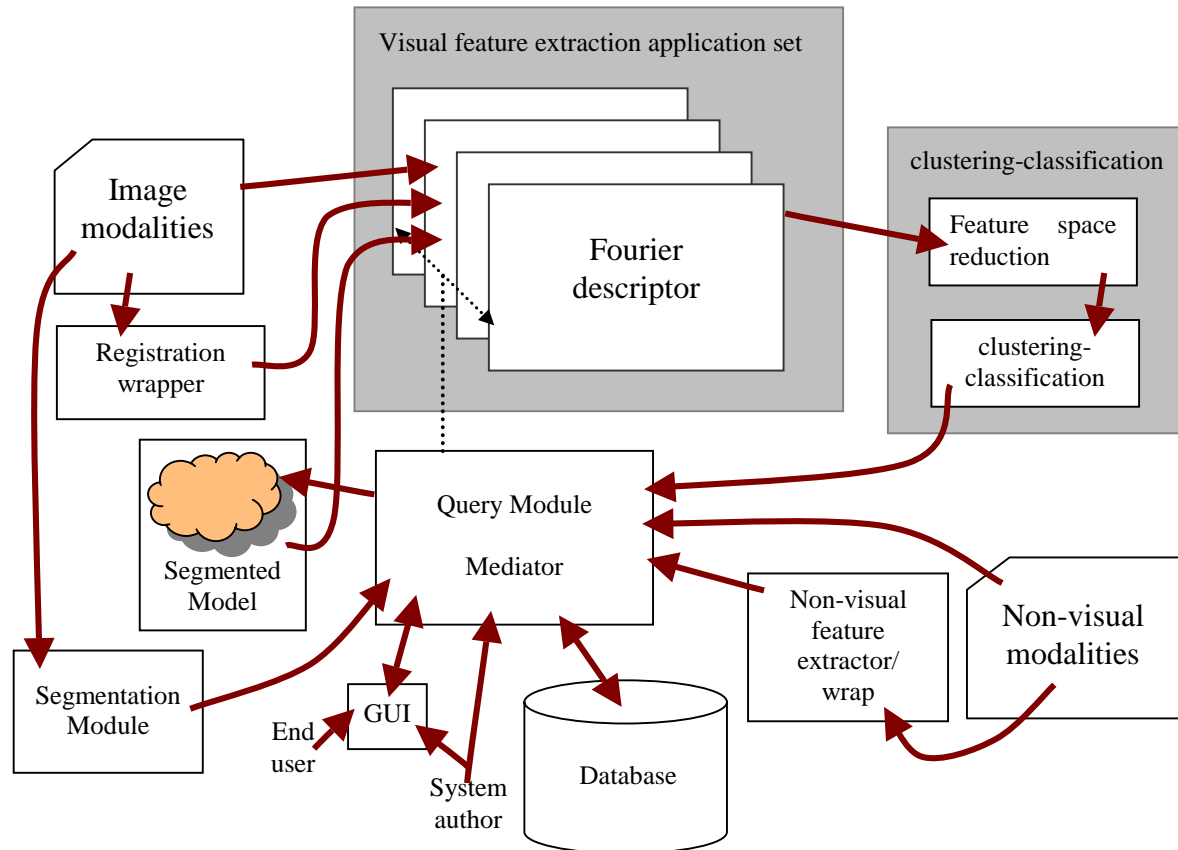 Visual feature extraction application set
Image
modalities
Fourier
descriptor
clustering-classification
Feature space
reduction
clustering-
classification
Registration
wrapper
Segmented
Model
Query Module
Mediator
Non-visual
feature
extractor/
wrap
Non-visual
modalities
Segmentation
Module
GUI
End
user
System
author
Database